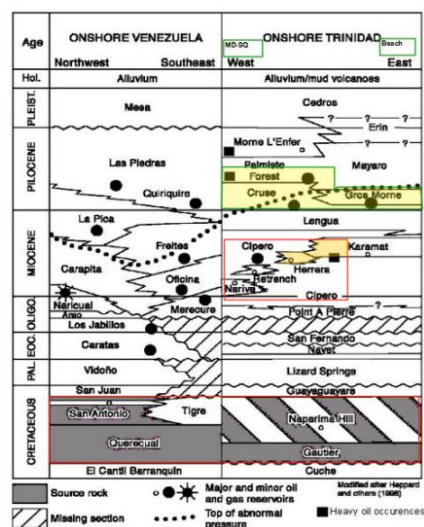 Age
ONSHORE VENEZUELA
Northwest Southeast
MD-SQ
ONSHORE TRINIDAD
Beach
West East
Hol.
Alluvium
Alluvium/mud volcanoes
PLEIST.
Mesa
Cedros
? ?
Erin
? ?
PILOCENE
Morne L'Enfer
Las Piedras
Palmiste
Mayaro
Forest
Quiriquire
Cruse
Gros Morne
MIOCENE
La Pica
Lengua
Freites
Cipero
Karamat
Carapita
Herrera
Oficina
Retrench
Nariva
Cipero
OLIGO.
Naricual
Areo
Merecure
Point A Pierre
?
Los Jabillos
EOC.
San Fernando
Caratas
Navet
PAL.
Vidoño
Lizard Springs
San Juan
Guayaguayare
CRETACEOUS
San Antonio
Tigre
Naparima Hill
Querecual
Gautier
El Cantil Barranquin
Cuche
Source rock
Major and minor oil
and gas reservoirs
Modified after Heppard
and others (1998)
Missing section
Top of abnormal
pressure
Heavy oil occurences